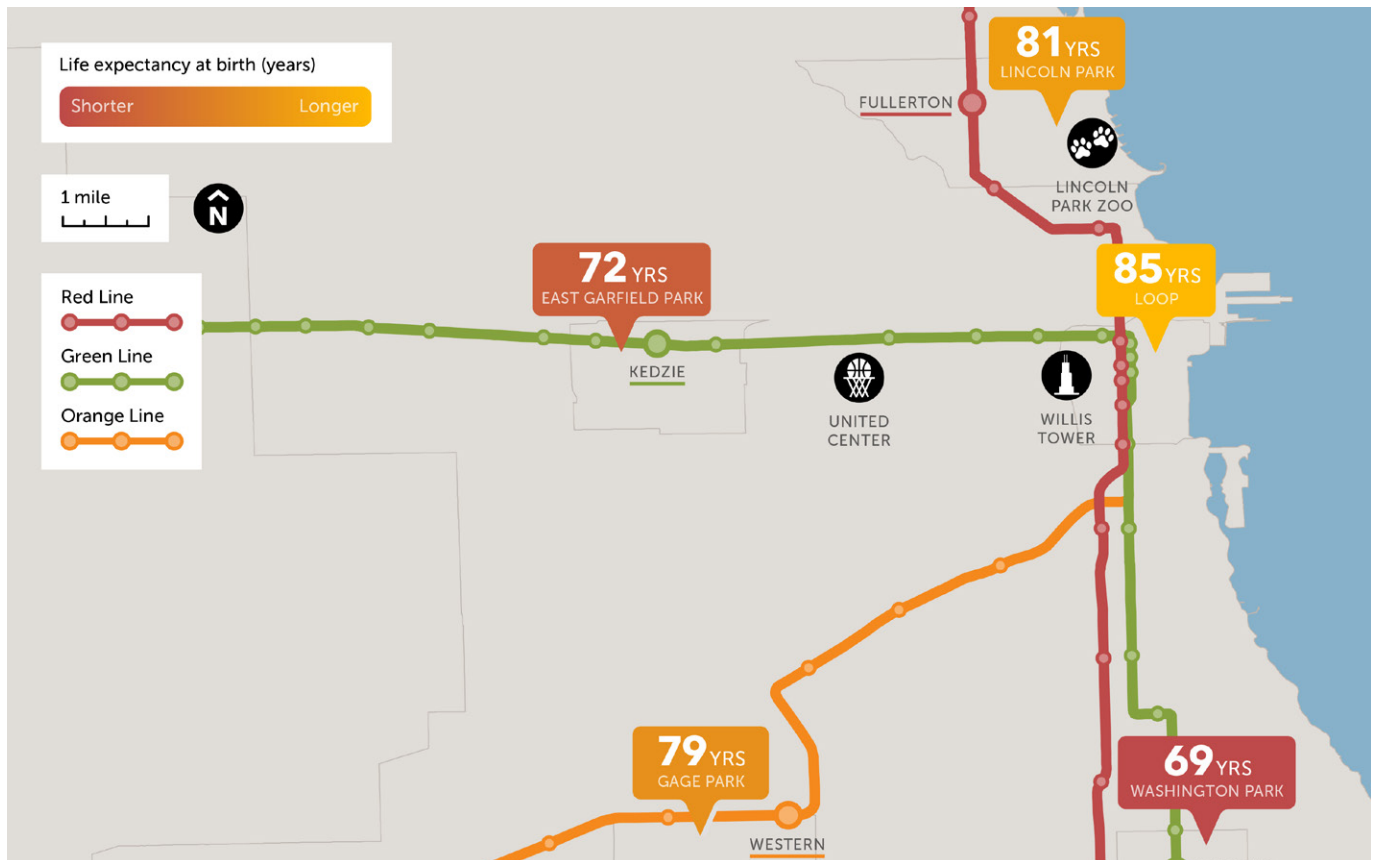 Life expectancy at birth (years)
Shorter
Longer
1 mile
N
Red Line
Green Line
Orange Line
81 YRS
LINCOLN PARK
FULLERTON
LINCOLN
PARK ZOO
72 YRS
EAST GARFIELD PARK
85 YRS
LOOP
KEDZIE
UNITED
CENTER
WILLIS
TOWER
79 YRS
GAGE PARK
WESTERN
69 YRS
WASHINGTON PARK